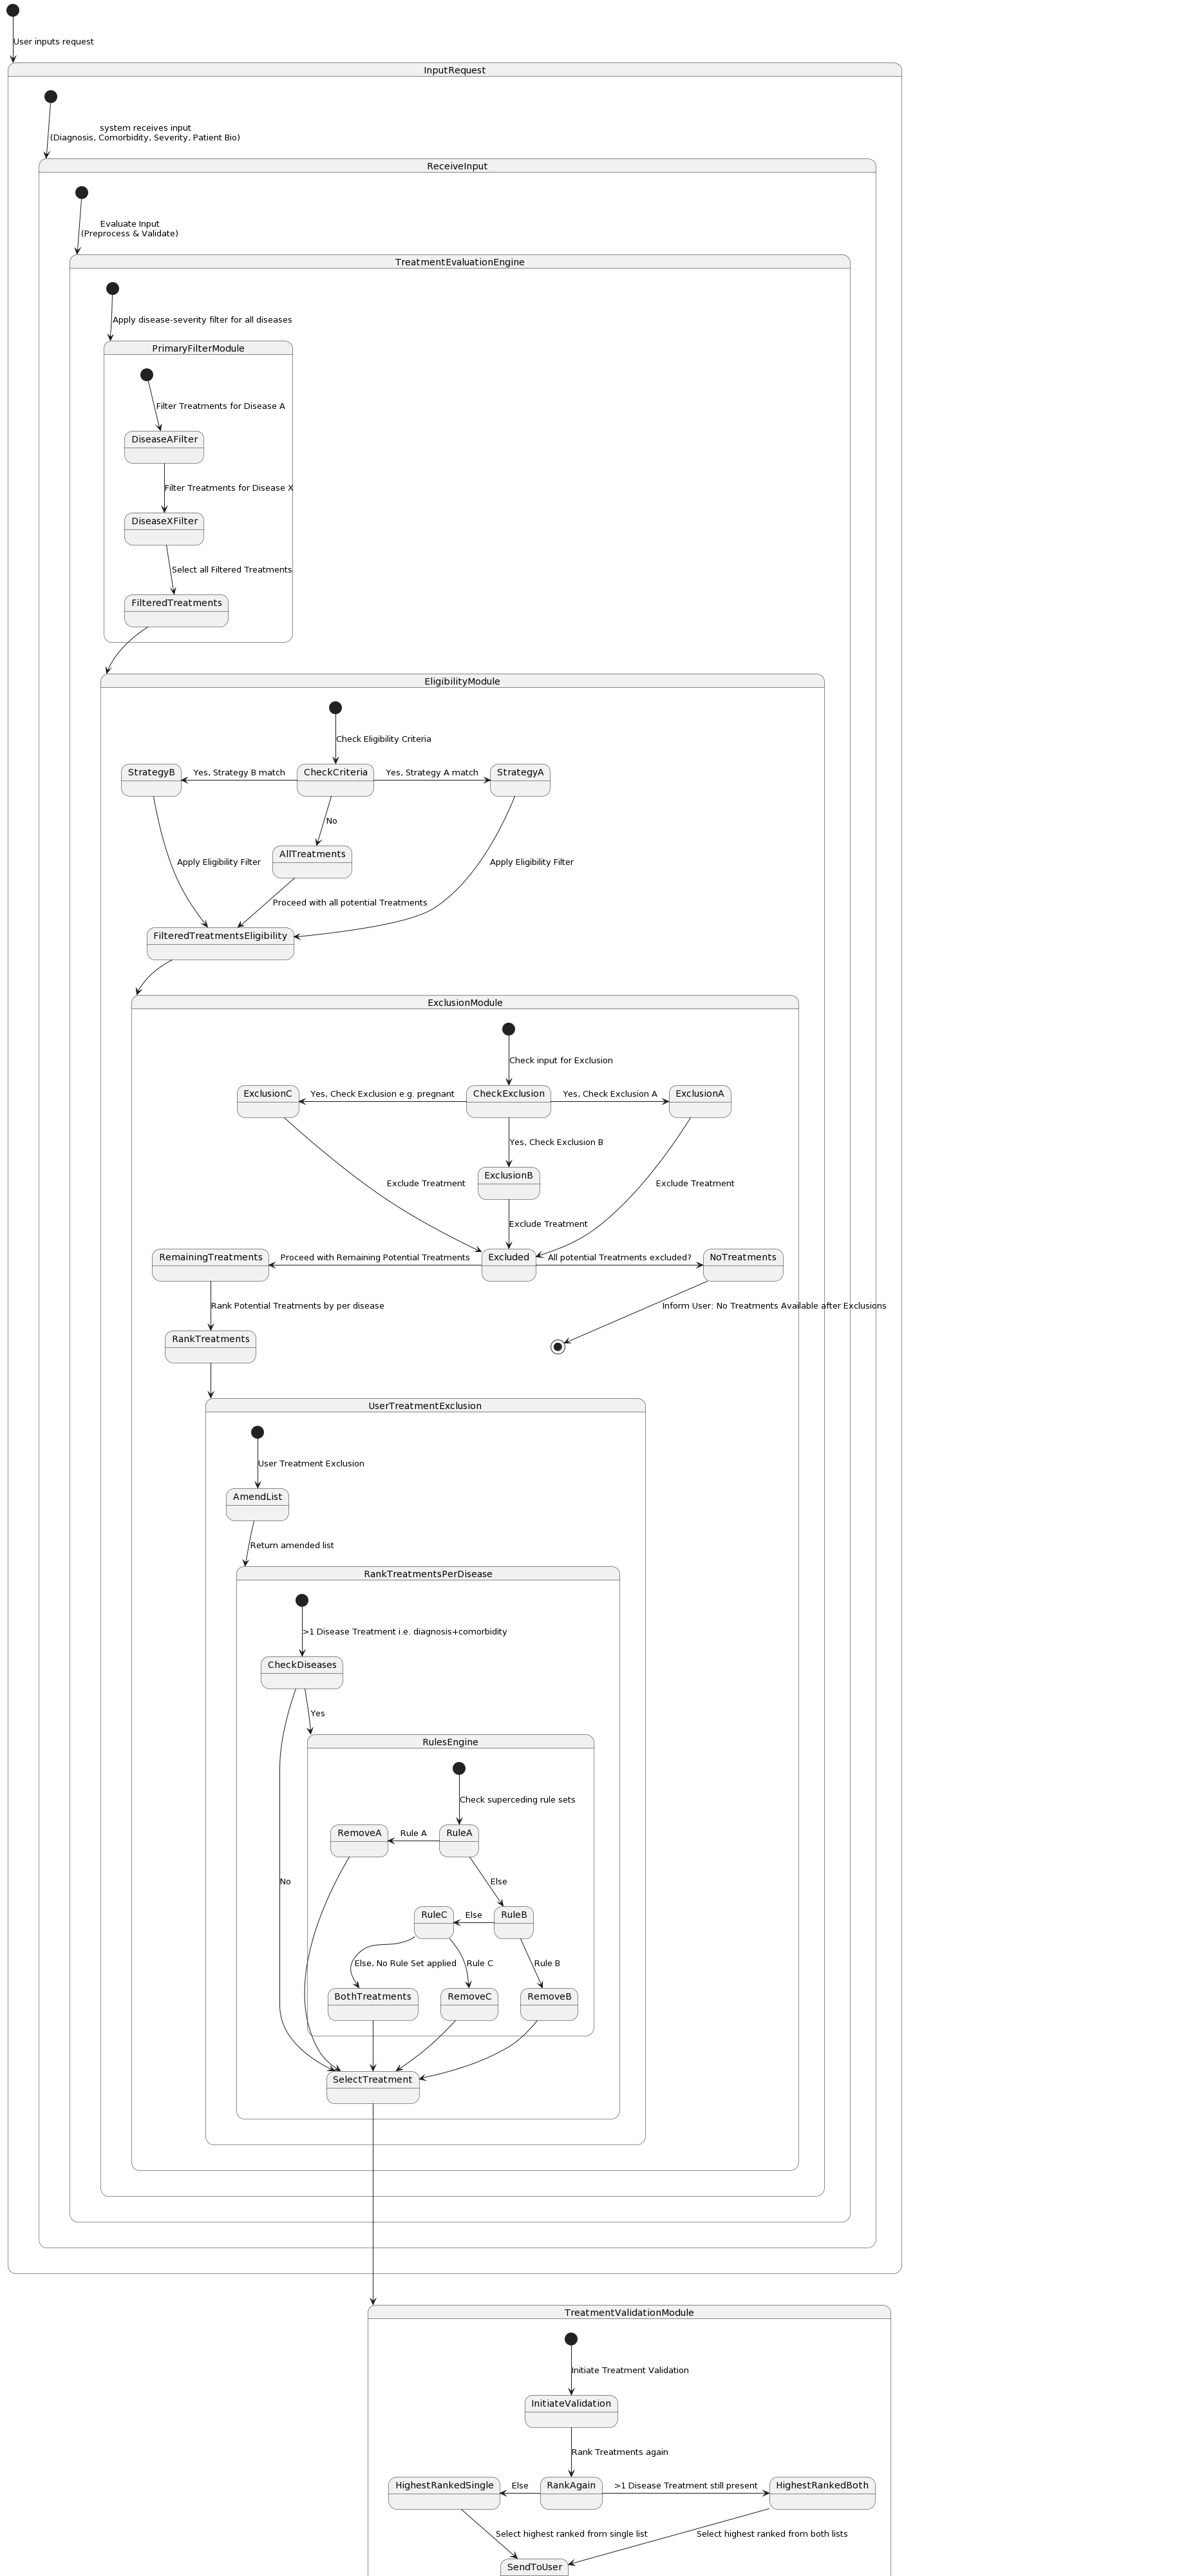 User inputs request
InputRequest
system receives input
(Diagnosis, Comorbidity, Severity, Patient Bio)
ReceiveInput
Evaluate Input
(Preprocess & Validate)
TreatmentEvaluationEngine
Apply disease-severity filter for all diseases
PrimaryFilterModule
Filter Treatments for Disease A
DiseaseAFilter
Filter Treatments for Disease X
DiseaseXFilter
Select all Filtered Treatments
FilteredTreatments
EligibilityModule
Check Eligibility Criteria
StrategyB
Yes, Strategy B match
CheckCriteria
Yes, Strategy A match
StrategyA
No
AllTreatments
Apply Eligibility Filter
Apply Eligibility Filter
Proceed with all potential Treatments
FilteredTreatmentsEligibility
ExclusionModule
Check input for Exclusion
ExclusionC
Yes, Check Exclusion e.g. pregnant
CheckExclusion
Yes, Check Exclusion A
ExclusionA
Yes, Check Exclusion B
ExclusionB
Exclude Treatment
Exclude Treatment
Exclude Treatment
RemainingTreatments
Proceed with Remaining Potential Treatments
Excluded
All potential Treatments excluded?
NoTreatments
Rank Potential Treatments by per disease
Inform User: No Treatments Available after Exclusions
RankTreatments
UserTreatmentExclusion
User Treatment Exclusion
AmendList
Return amended list
RankTreatmentsPerDisease
>1 Disease Treatment i.e. diagnosis+comorbidity
CheckDiseases
Yes
RulesEngine
Check superceding rule sets
RemoveA
Rule A
RuleA
No
Else
RuleC
Else
RuleB
Else, No Rule Set applied
Rule C
Rule B
BothTreatments
RemoveC
RemoveB
SelectTreatment
TreatmentValidationModule
Initiate Treatment Validation
InitiateValidation
Rank Treatments again
HighestRankedSingle
Else
RankAgain
>1 Disease Treatment still present
HighestRankedBoth
Select highest ranked from single list
Select highest ranked from both lists
SendToUser